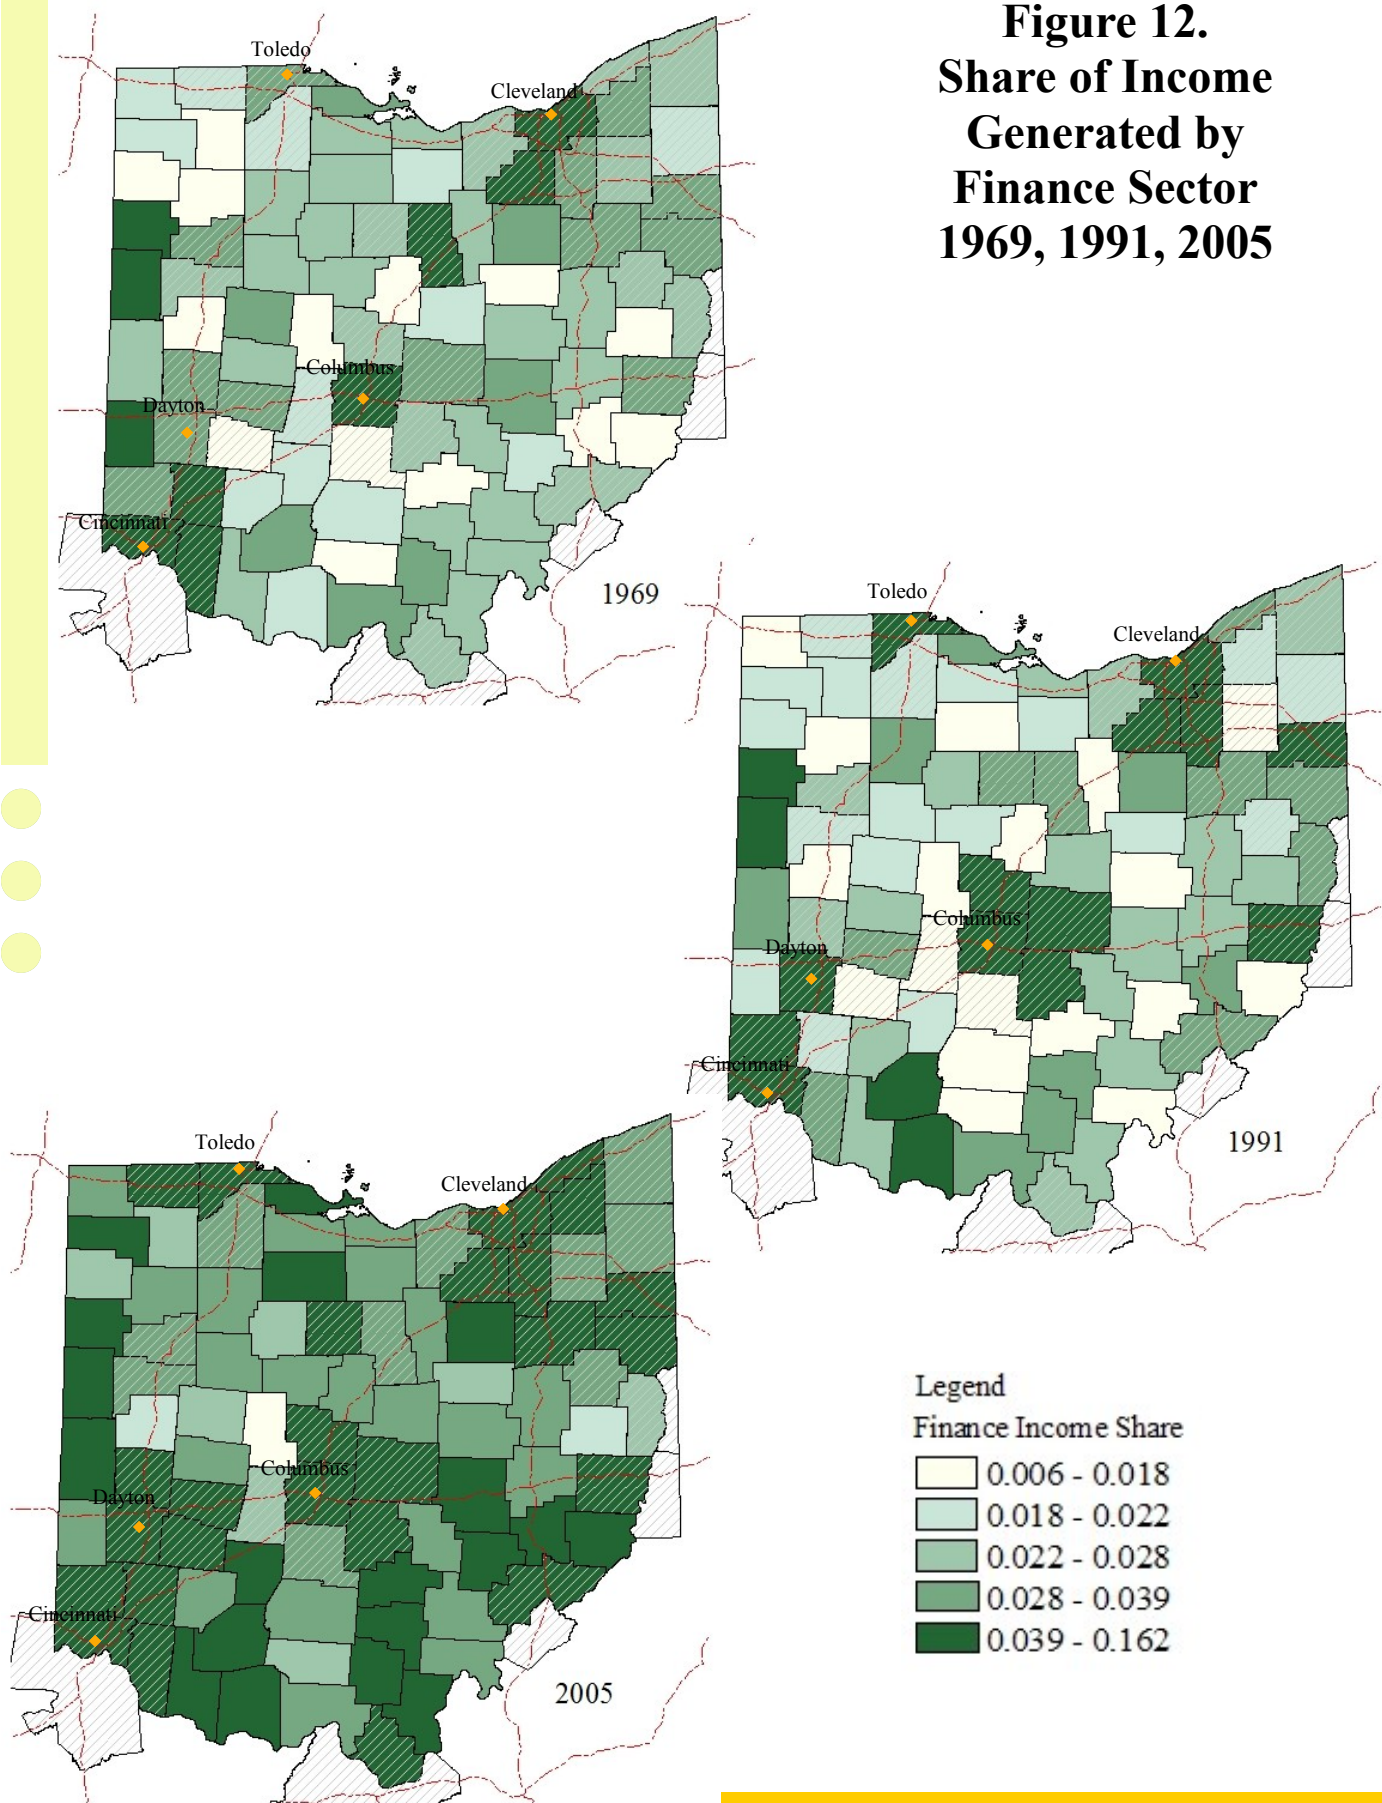 Figure 12.
Share of Income
Generated by
Finance Sector
1969, 1991, 2005
Toledo
Cleveland
Columbus
Dayton
Cincinnati
1969
Toledo
Cleveland
Columbus
Dayton
Cincinnati
1991
Toledo
Cleveland
Columbus
Dayton
Cincinnati
2005
Legend
Finance Income Share
0.006 - 0.018
0.018 - 0.022
0.022 - 0.028
0.028 - 0.039
0.039 - 0.162